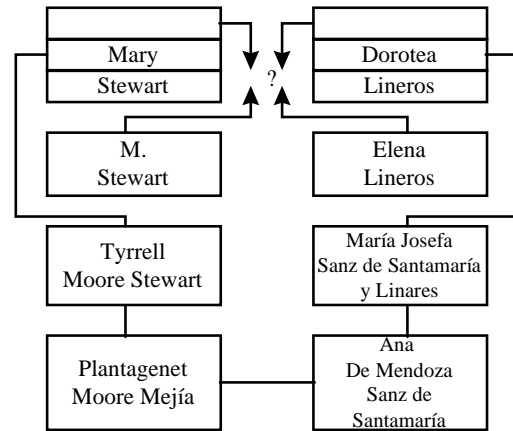 Mary
Stewart
Dorotea
Lineros
?
M.
Stewart
Elena
Lineros
Tyrrell
Moore Stewart
María Josefa
Sanz de Santamaría
y Linares
Plantagenet
Moore Mejía
Ana
De Mendoza
Sanz de
Santamaría